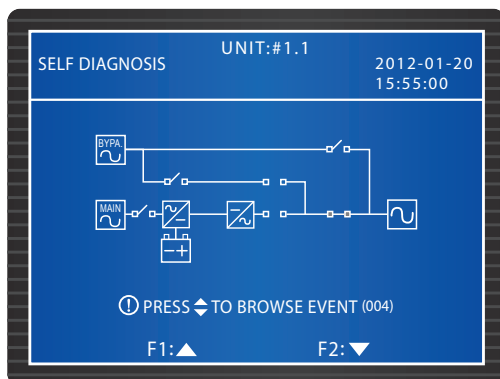 UNIT:#1.1
SELF DIAGNOSIS
2012-01-20
15:55:00
BYPA.
MAIN
PRESS TO BROWSE EVENT (004)
F1: F2: